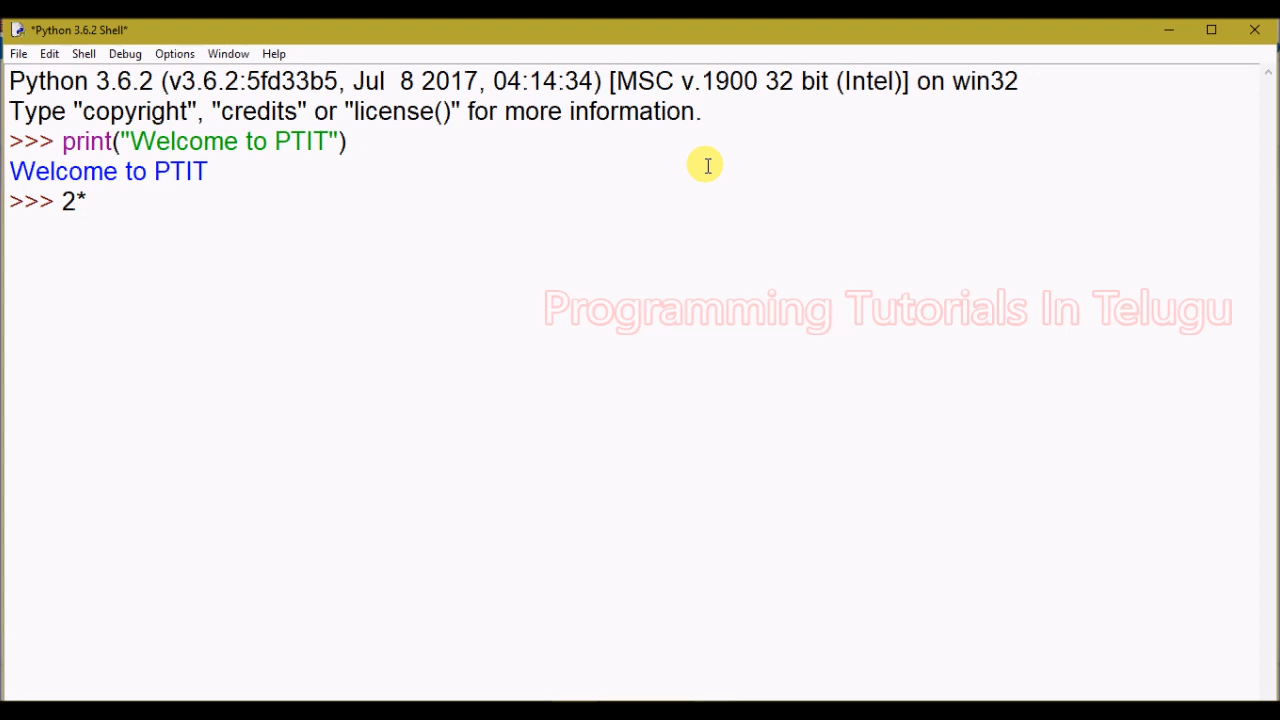 *Python 3.6.2 Shell*
File Edit Shell Debug Options Window Help
Python 3.6.2 (v3.6.2:5fd33b5, Jul  8 2017, 04:14:34) [MSC v.1900 32 bit (Intel)] on win32
Type "copyright", "credits" or "license()" for more information.
>>> print("Welcome to PTIT")
Welcome to PTIT
>>> 2*
Programming Tutorials In Telugu